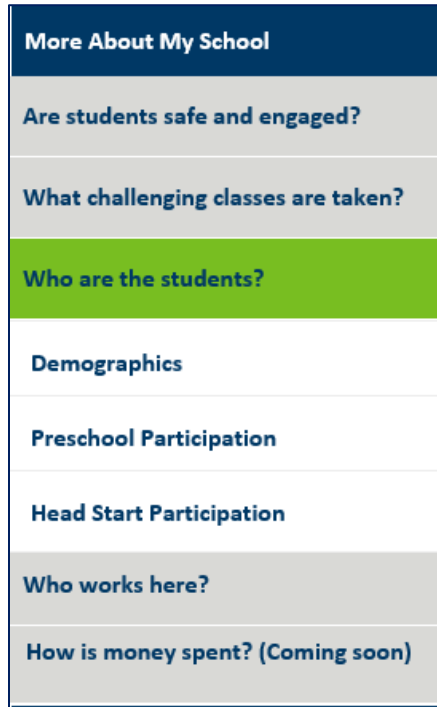 More About My School
Are students safe and engaged?
What challenging classes are taken?
Who are the students?
Demographics
Preschool Participation
Head Start Participation
Who works here?
How is money spent? (Coming soon)